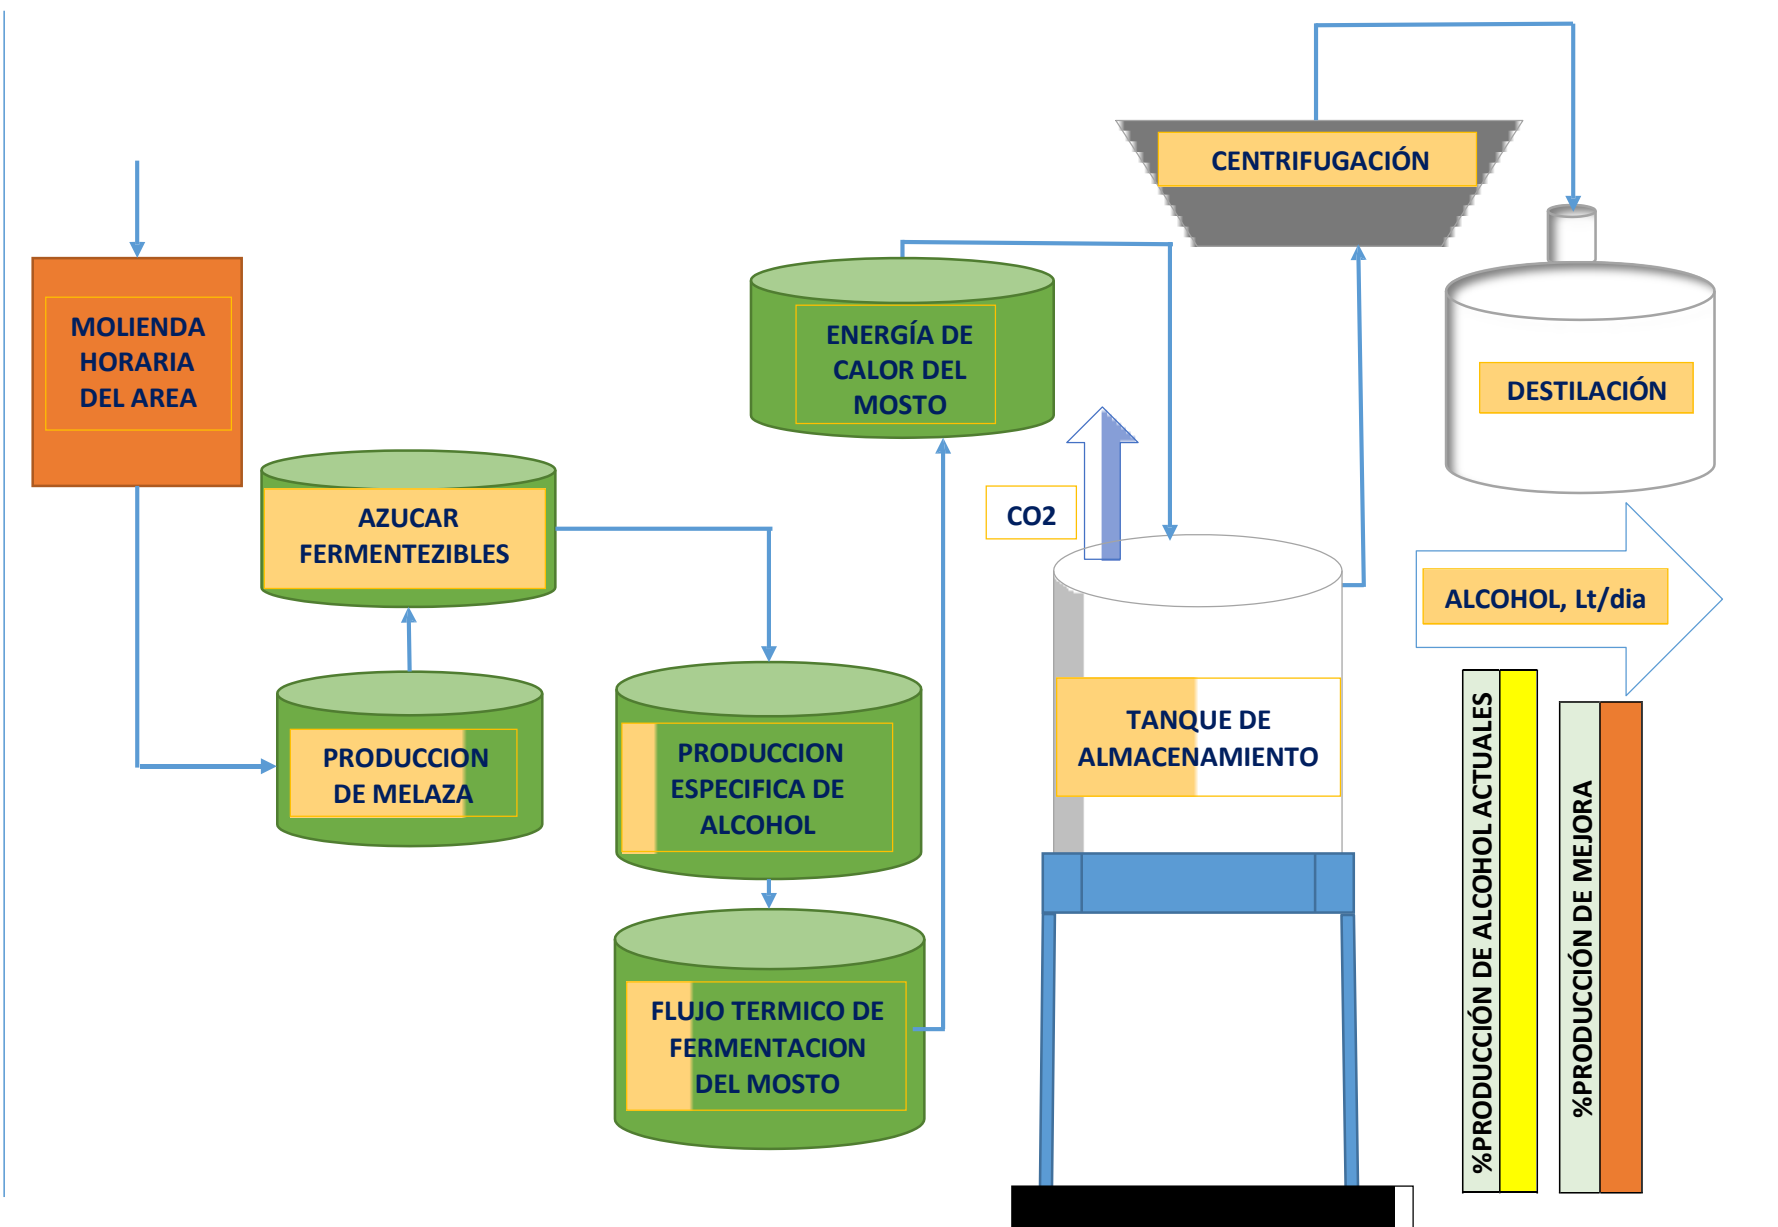 CENTRIFUGACIÓN
MOLIENDA
HORARIA
DEL AREA
ENERGÍA DE
CALOR DEL
MOSTO
DESTILACIÓN
AZUCAR
FERMENTEZIBLES
CO2
ALCOHOL, Lt/dia
PRODUCCION
DE MELAZA
PRODUCCION
ESPECIFICA DE
ALCOHOL
TANQUE DE
ALMACENAMIENTO
FLUJO TERMICO DE
FERMENTACION
DEL MOSTO
%PRODUCCIÓN DE ALCOHOL ACTUALES
%PRODUCCIÓN DE MEJORA